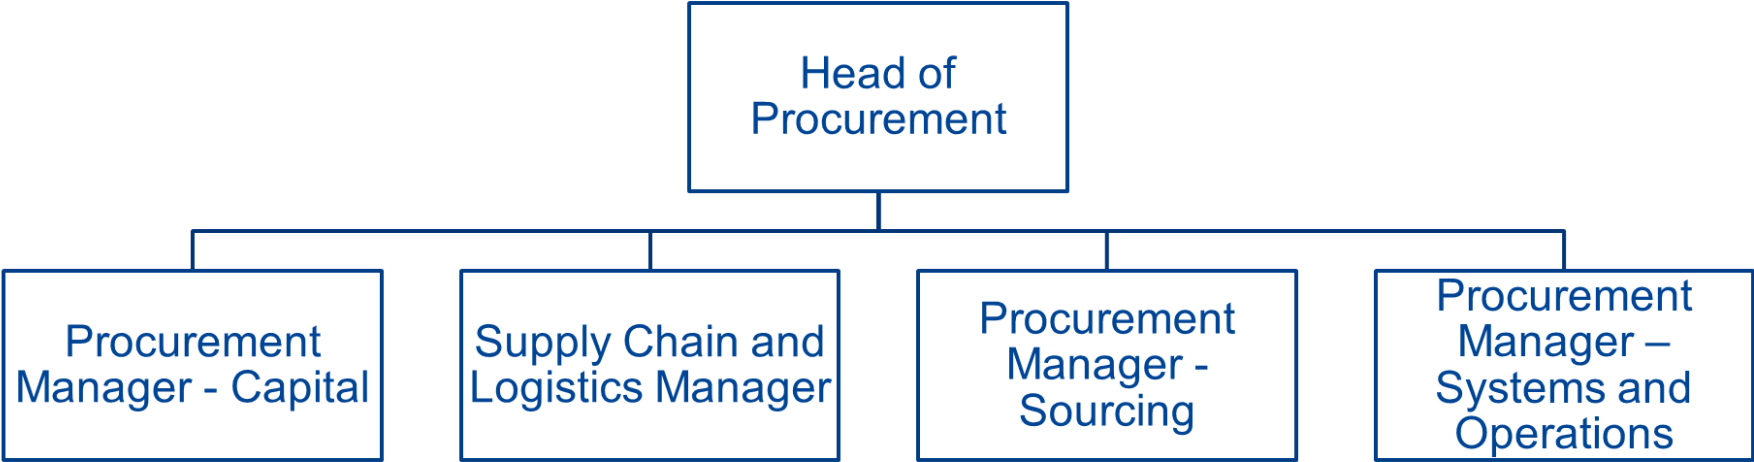 Head of
Procurement
Procurement
Manager - Capital
Supply Chain and
Logistics Manager
Procurement
Manager -
Sourcing
Procurement
Manager –
Systems and
Operations